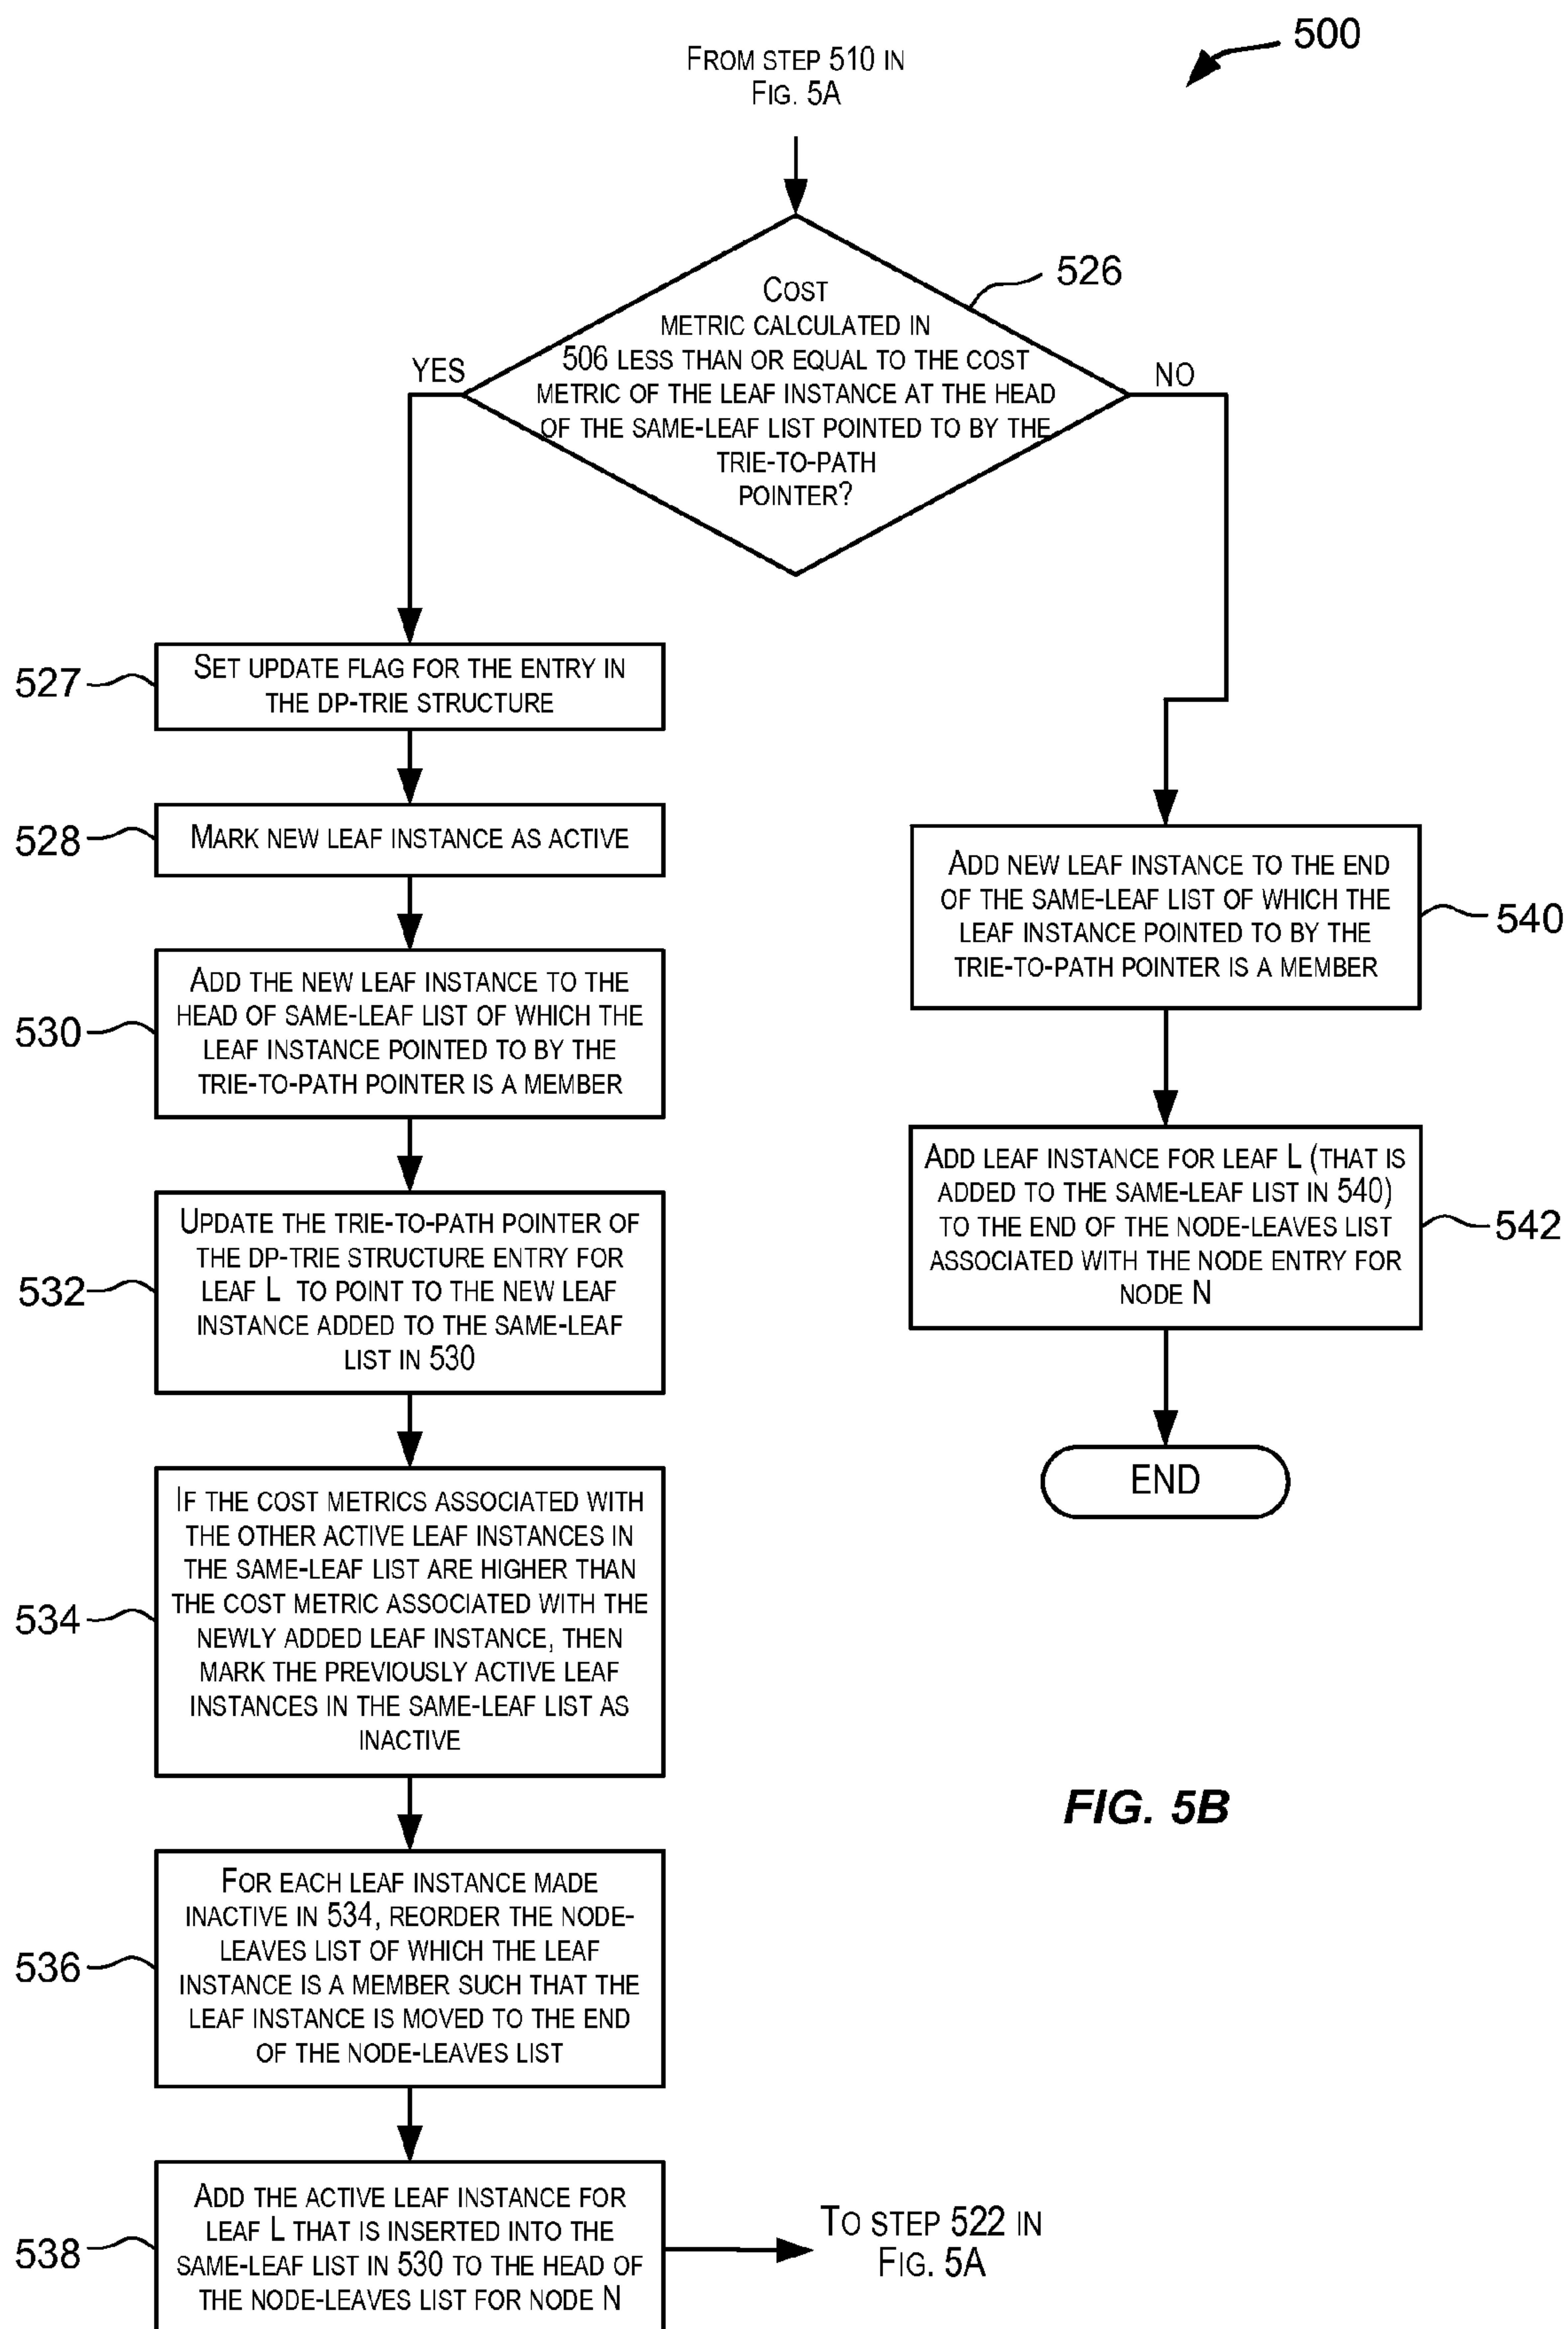 500
FROM STEP 510 IN
FIG. 5A
526
COST
METRIC CALCULATED IN
506 LESS THAN OR EQUAL TO THE COST
METRIC OF THE LEAF INSTANCE AT THE HEAD
OF THE SAME-LEAF LIST POINTED TO BY THE
TRIE-TO-PATH
POINTER?
YES
NO
527
SET UPDATE FLAG FOR THE ENTRY IN
THE DP-TRIE STRUCTURE
528
MARK NEW LEAF INSTANCE AS ACTIVE
530
ADD THE NEW LEAF INSTANCE TO THE
HEAD OF SAME-LEAF LIST OF WHICH THE
LEAF INSTANCE POINTED TO BY THE
TRIE-TO-PATH POINTER IS A MEMBER
532
UPDATE THE TRIE-TO-PATH POINTER OF
THE DP-TRIE STRUCTURE ENTRY FOR
LEAF L TO POINT TO THE NEW LEAF
INSTANCE ADDED TO THE SAME-LEAF
LIST IN 530
534
IF THE COST METRICS ASSOCIATED WITH
THE OTHER ACTIVE LEAF INSTANCES IN
THE SAME-LEAF LIST ARE HIGHER THAN
THE COST METRIC ASSOCIATED WITH THE
NEWLY ADDED LEAF INSTANCE, THEN
MARK THE PREVIOUSLY ACTIVE LEAF
INSTANCES IN THE SAME-LEAF LIST AS
INACTIVE
536
FOR EACH LEAF INSTANCE MADE
INACTIVE IN 534, REORDER THE NODE-
LEAVES LIST OF WHICH THE LEAF
INSTANCE IS A MEMBER SUCH THAT THE
LEAF INSTANCE IS MOVED TO THE END
OF THE NODE-LEAVES LIST
538
ADD THE ACTIVE LEAF INSTANCE FOR
LEAF L THAT IS INSERTED INTO THE
SAME-LEAF LIST IN 530 TO THE HEAD OF
THE NODE-LEAVES LIST FOR NODE N
TO STEP 522 IN
FIG. 5A
ADD NEW LEAF INSTANCE TO THE END
OF THE SAME-LEAF LIST OF WHICH THE
LEAF INSTANCE POINTED TO BY THE
TRIE-TO-PATH POINTER IS A MEMBER
540
ADD LEAF INSTANCE FOR LEAF L (THAT IS
ADDED TO THE SAME-LEAF LIST IN 540)
TO THE END OF THE NODE-LEAVES LIST
ASSOCIATED WITH THE NODE ENTRY FOR
NODE N
542
END
FIG. 5B